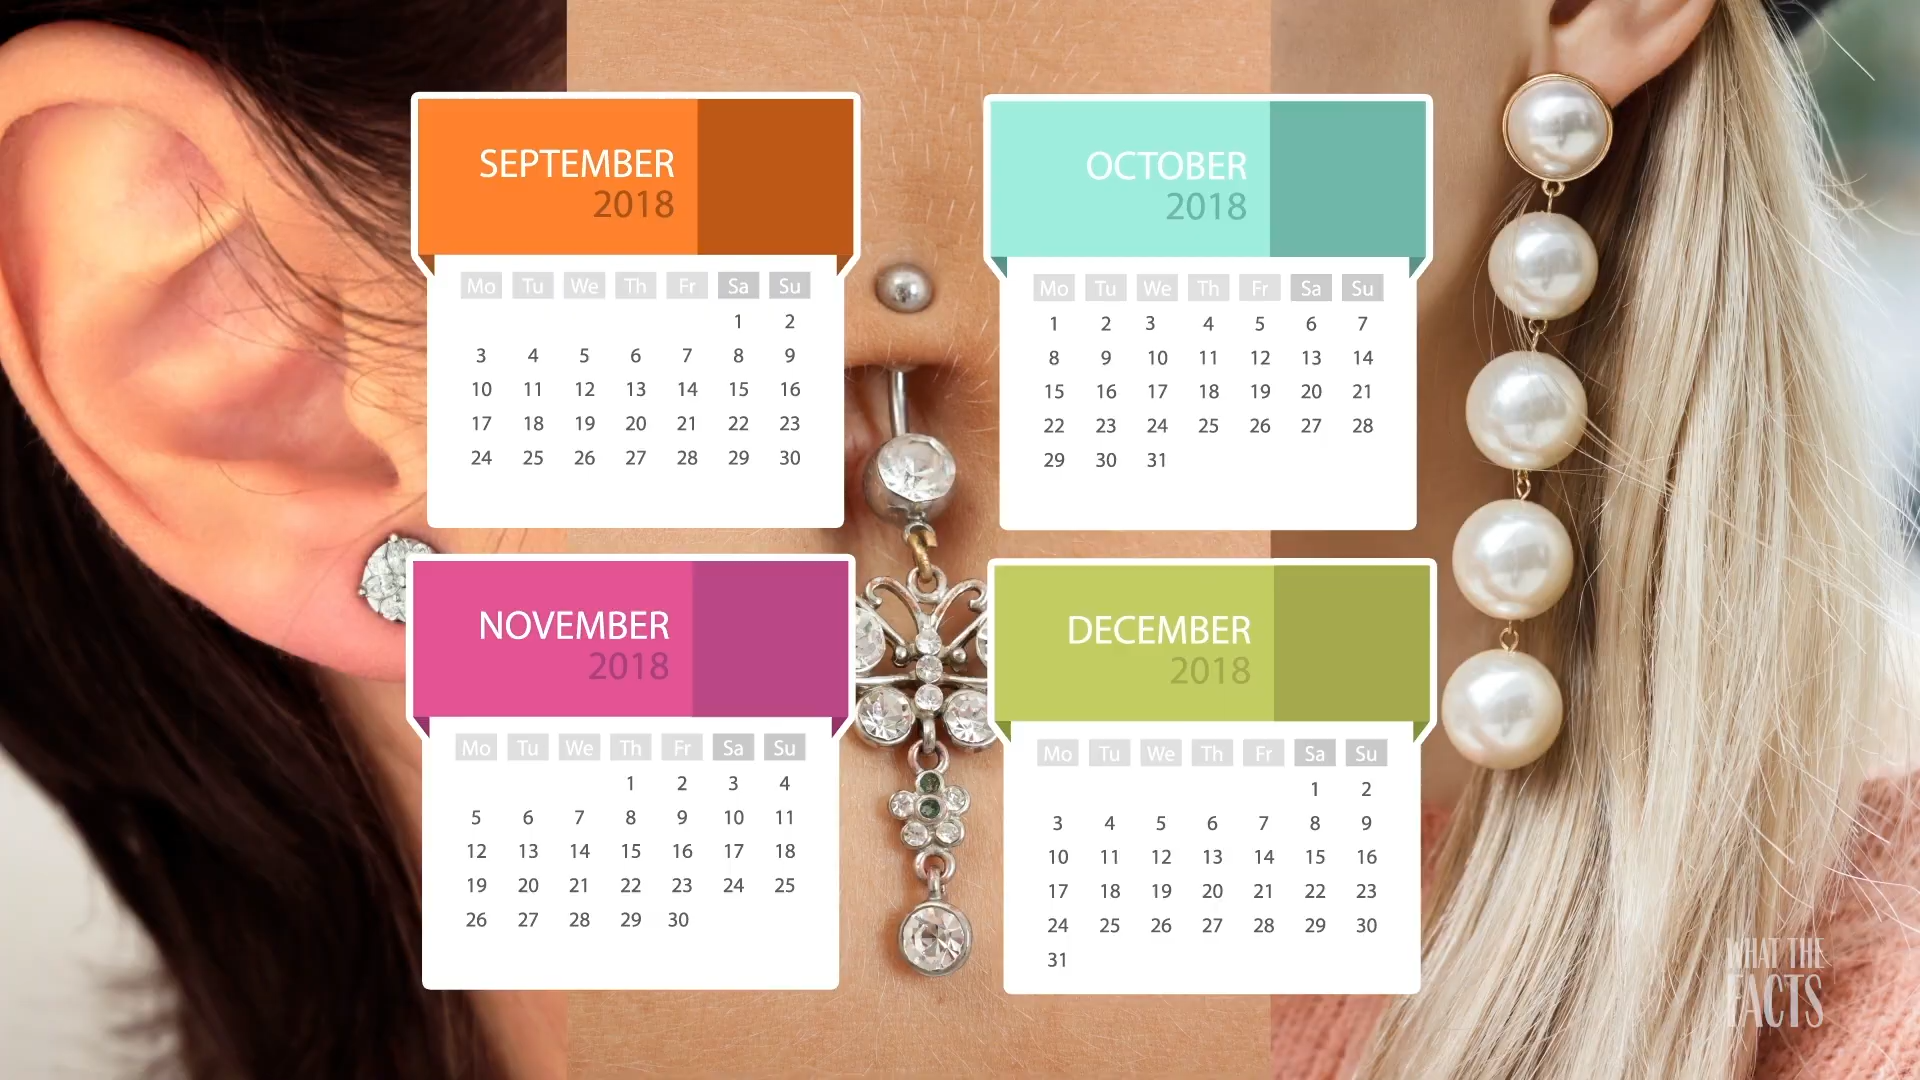 SEPTEMBER
2018
Mo Tu We Th Fr Sa Su
1 2
3 4 5 6 7 8 9
10 11 12 13 14 15 16
17 18 19 20 21 22 23
24 25 26 27 28 29 30
OCTOBER
2018
Mo Tu We Th Fr Sa Su
1 2 3 4 5 6 7
8 9 10 11 12 13 14
15 16 17 18 19 20 21
22 23 24 25 26 27 28
29 30 31
NOVEMBER
2018
Mo Tu We Th Fr Sa Su
1 2 3 4
5 6 7 8 9 10 11
12 13 14 15 16 17 18
19 20 21 22 23 24 25
26 27 28 29 30
DECEMBER
2018
Mo Tu We Th Fr Sa Su
1 2
3 4 5 6 7 8 9
10 11 12 13 14 15 16
17 18 19 20 21 22 23
24 25 26 27 28 29 30
31
WHAT THE
FACTS